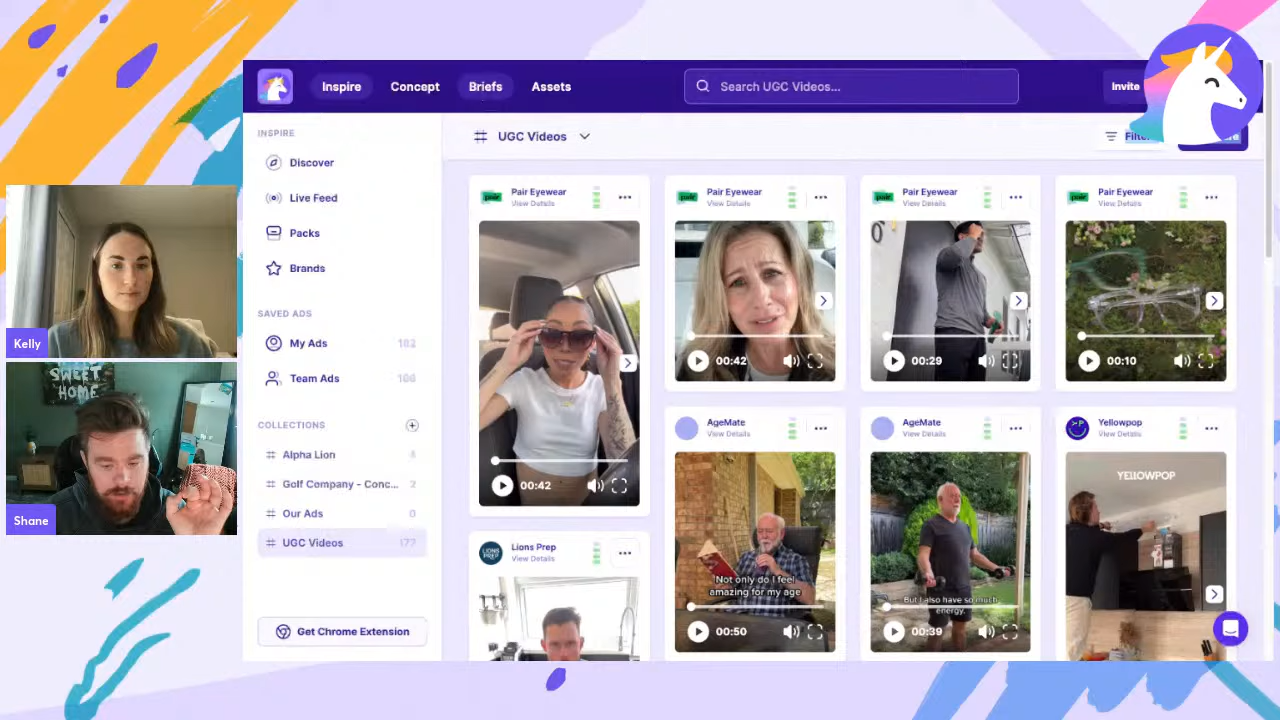 Inspire
Concept
Briefs
Assets
Search UGC Videos...
Invite
INSPIRE
Discover
Live Feed
Packs
Brands
SAVED ADS
My Ads 182
Team Ads
COLLECTIONS
Alpha Lion
Golf Company - Conc...
Our Ads 0
UGC Videos 177
Get Chrome Extension
UGC Videos
Pair Eyewear
View Details
00:42
Pair Eyewear
View Details
00:42
Pair Eyewear
View Details
00:29
Pair Eyewear
View Details
00:10
Lions Prep
View Details
LIONS
PREP
AgeMate
View Details
Not only do I feel
amazing for my age
00:50
AgeMate
View Details
But I also have so much
energy.
00:39
Yellowpop
View Details
YELLOWPOP
SWEET
HOME
Kelly
Shane